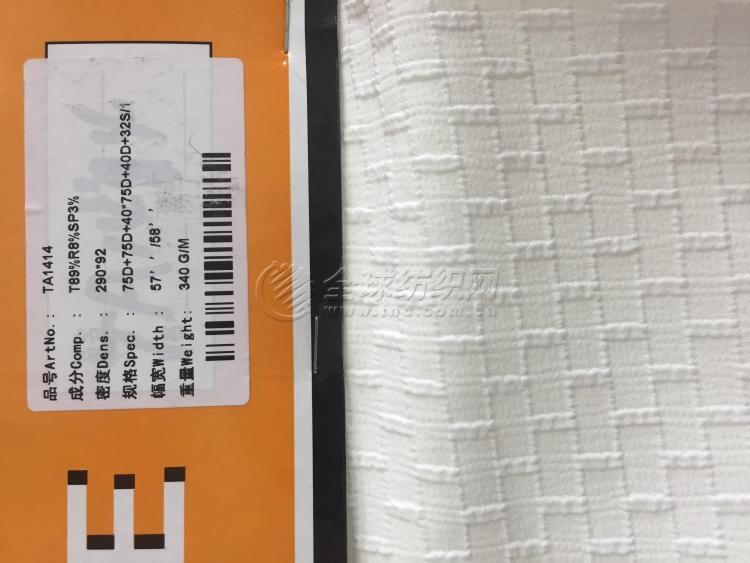 品号ArtNo.: TA1414
成分Comp.: T89%R8%SP3%
密度Dens.: 290*92
规格Spec.: 75D+75D+40*75D+40D+32S/1
幅宽Width : 57’’/58’’
重量Weight: 340 G/M
全球纺织网
www.tnc.com.cn
E